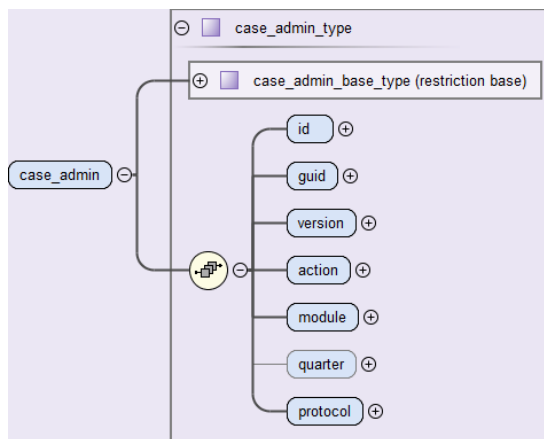 case_admin_type
case_admin_base_type (restriction base)
id
guid
case_admin
version
action
module
quarter
protocol